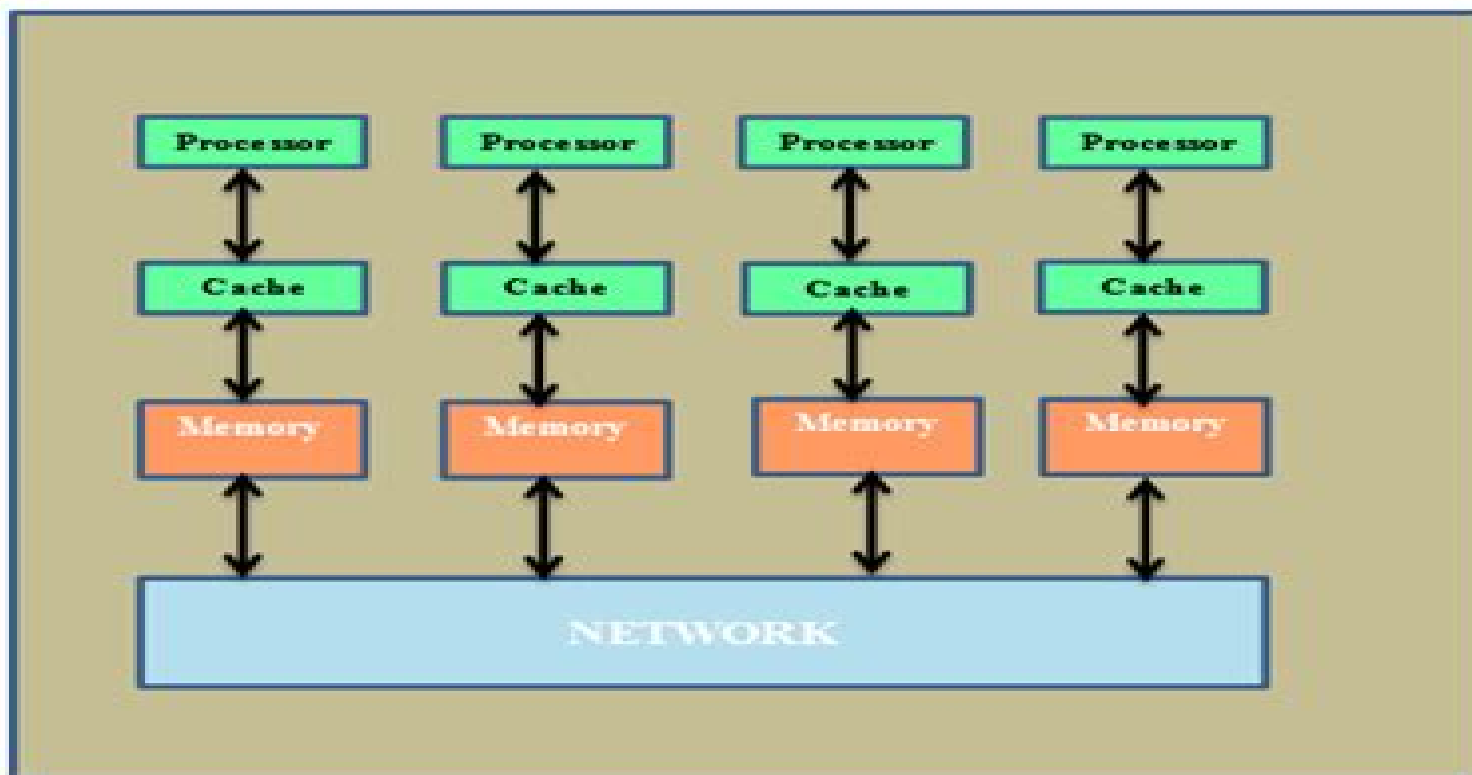 Processor Processor Processor Processor
Cache Cache Cache Cache
Memory Memory Memory Memory
NETWORK